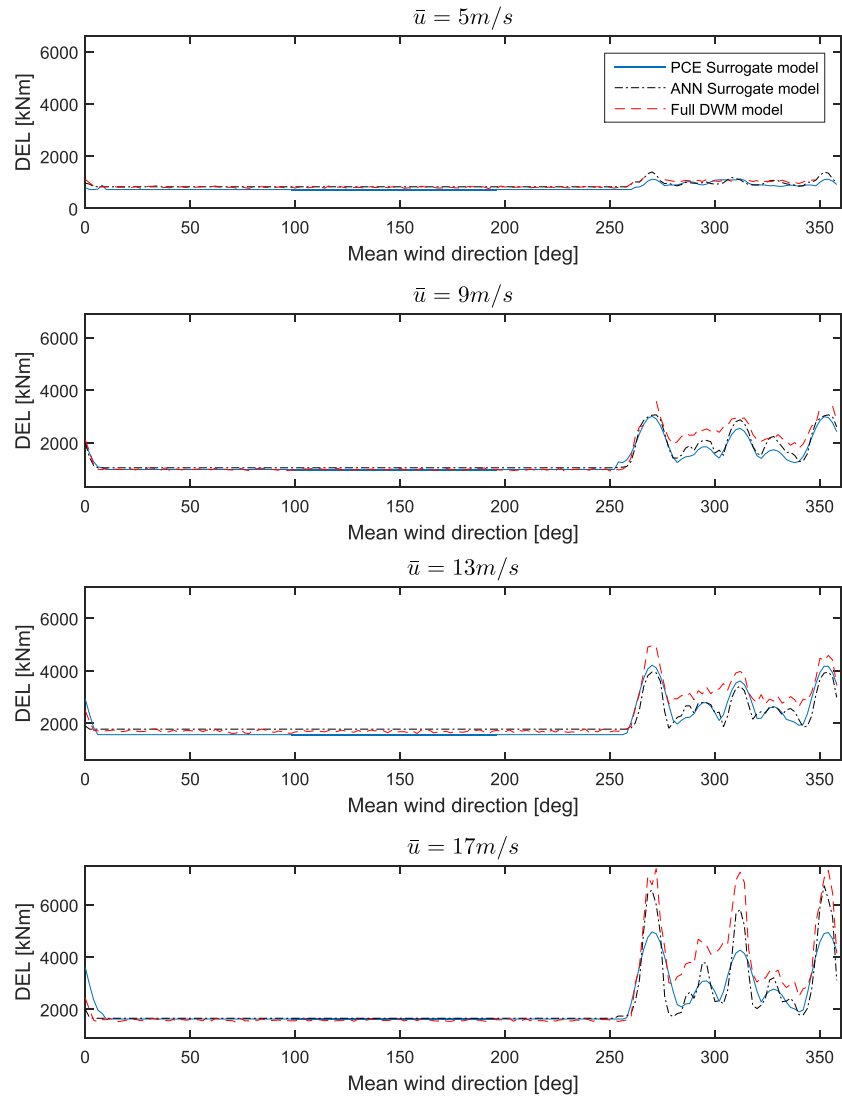 ū = 5m/s
6000
4000
2000
0
DEL [kNm]
PCE Surrogate model
ANN Surrogate model
Full DWM model
0 50 100 150 200 250 300 350
Mean wind direction [deg]
ū = 9m/s
6000
4000
2000
DEL [kNm]
0 50 100 150 200 250 300 350
Mean wind direction [deg]
ū = 13m/s
6000
4000
2000
DEL [kNm]
0 50 100 150 200 250 300 350
Mean wind direction [deg]
ū = 17m/s
6000
4000
2000
DEL [kNm]
0 50 100 150 200 250 300 350
Mean wind direction [deg]